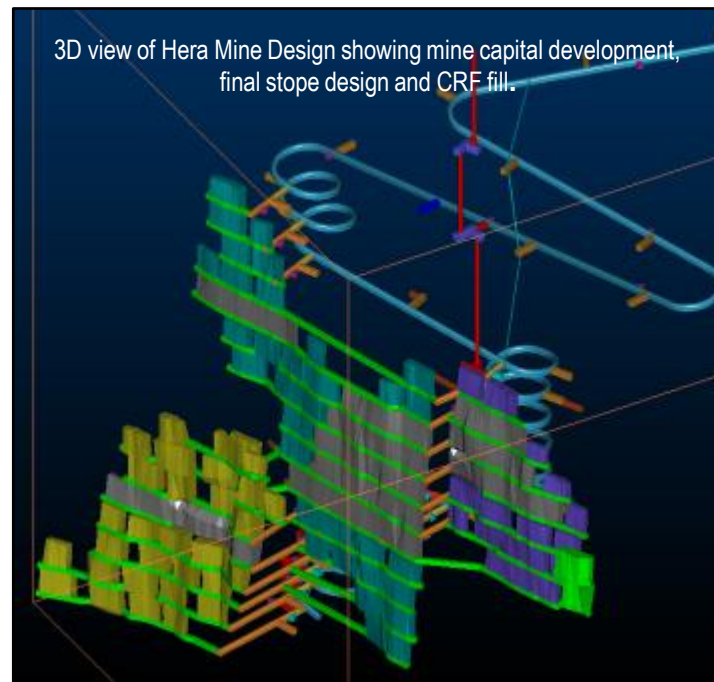 3D view of Hera Mine Design showing mine capital development,
final stope design and CRF fill.